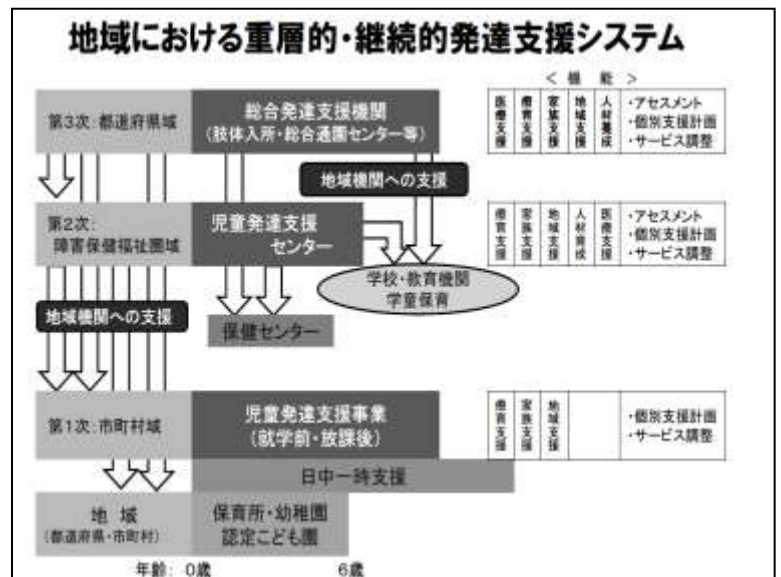 地域における重層的・継続的発達支援システム
＜ 機 能 ＞
第3次：都道府県域
総合発達支援機関
(肢体入所・総合通園センター等)
医療支援
療育支援
家族支援
地域支援
人材養成
・アセスメント
・個別支援計画
・サービス調整
地域機関への支援
第2次：
障害保健福祉圏域
児童発達支援
センター
療育支援
家族支援
地域支援
人材育成
医療支援
・アセスメント
・個別支援計画
・サービス調整
学校・教育機関
学童保育
地域機関への支援
保健センター
第1次：市町村域
児童発達支援事業
(就学前・放課後)
療育支援
家族支援
地域支援
・個別支援計画
・サービス調整
日中一時支援
地 域
(都道府県・市町村)
保育所・幼稚園
認定こども園
年齢： 0歳 6歳